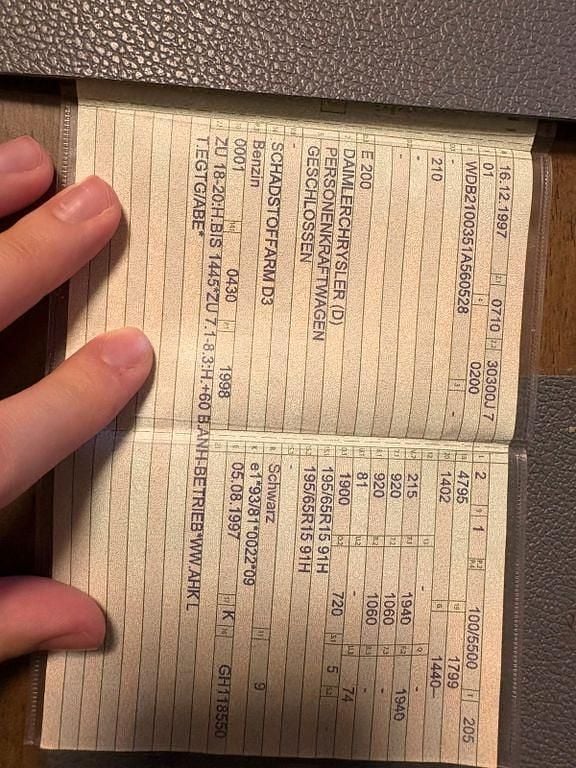 16.12.1997 0710 30300J 7
01
WDB2100351A560528 0200
- -
210
-
-
E 200
DAIMLERCHRYSLER (D)
PERSONENKRAFTWAGEN
GESCHLOSSEN
-
SCHADSTOFFARM D3
Benzin
0001 0430 1998
ZU 18-20:H.BIS 1445*ZU 7.1-8.3:H.+60 B.ANH-BETRIEB*WW.AHK L
T.EGTG/ABE*
2 1 100/5500 205
4795 1799
1402 1440-
-
215 - 1940 1940
920 1060 -
920 1060 -
81 -
1900 720 5 74
195/65R15 91H
195/65R15 91H
-
Schwarz 9
e1*93/81*0022*09
05.08.1997 K GH118550